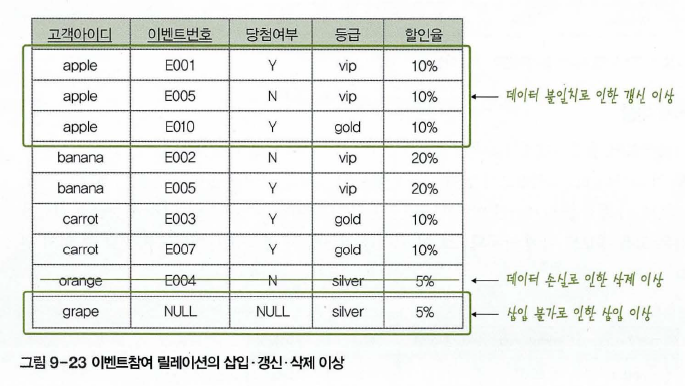 고객아이디 이벤트번호 당첨여부 등급 할인율
apple E001 Y vip 10%
apple E005 N vip 10% ← 데이터 불일치로 인한 갱신 이상
apple E010 Y gold 10%
banana E002 N vip 20%
banana E005 Y vip 20%
carrot E003 Y gold 10%
carrot E007 Y gold 10%
orange E004 N silver 5% ← 데이터 손실로 인한 삭제 이상
grape NULL NULL silver 5% ← 삽입 불가로 인한 삽입 이상
그림 9-23 이벤트참여 릴레이션의 삽입·갱신·삭제 이상